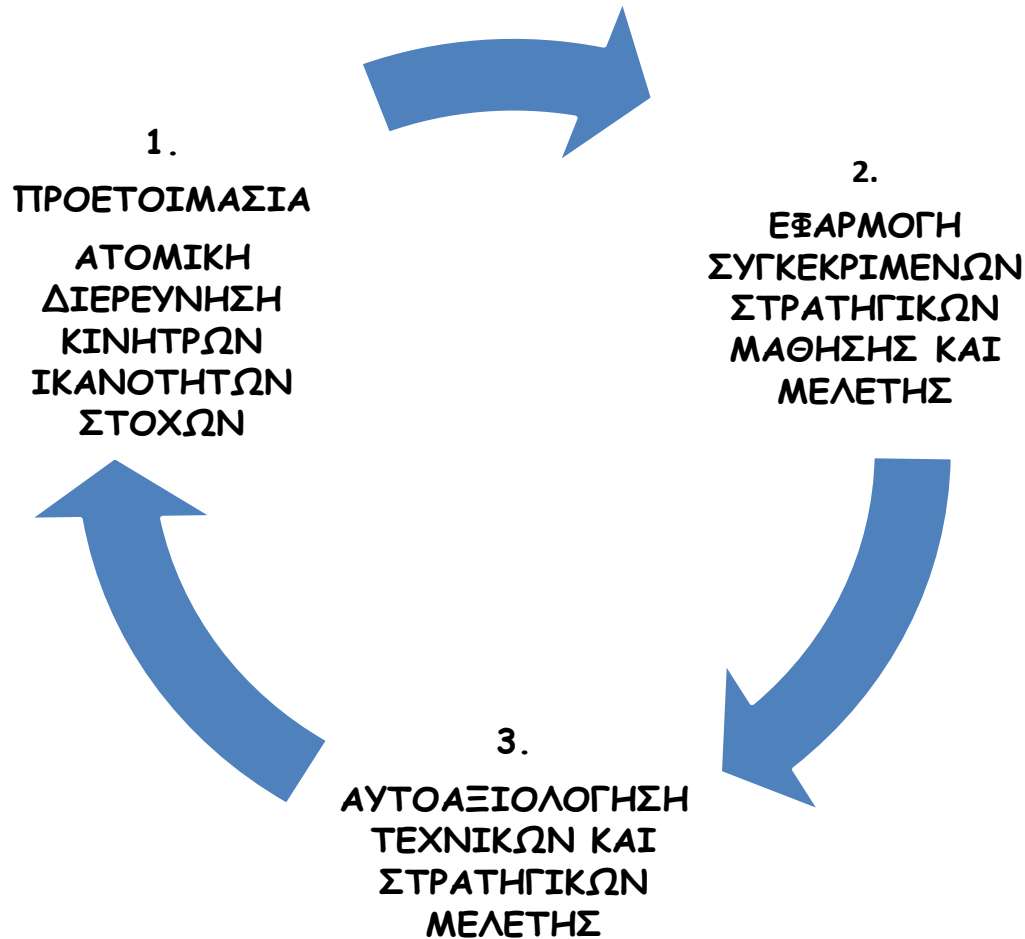 1.
ΠΡΟΕΤΟΙΜΑΣΙΑ
ΑΤΟΜΙΚΗ
ΔΙΕΡΕΥΝΗΣΗ
ΚΙΝΗΤΡΩΝ
ΙΚΑΝΟΤΗΤΩΝ
ΣΤΟΧΩΝ
2.
ΕΦΑΡΜΟΓΗ
ΣΥΓΚΕΚΡΙΜΕΝΩΝ
ΣΤΡΑΤΗΓΙΚΩΝ
ΜΑΘΗΣΗΣ ΚΑΙ
ΜΕΛΕΤΗΣ
3.
ΑΥΤΟΑΞΙΟΛΟΓΗΣΗ
ΤΕΧΝΙΚΩΝ ΚΑΙ
ΣΤΡΑΤΗΓΙΚΩΝ
ΜΕΛΕΤΗΣ